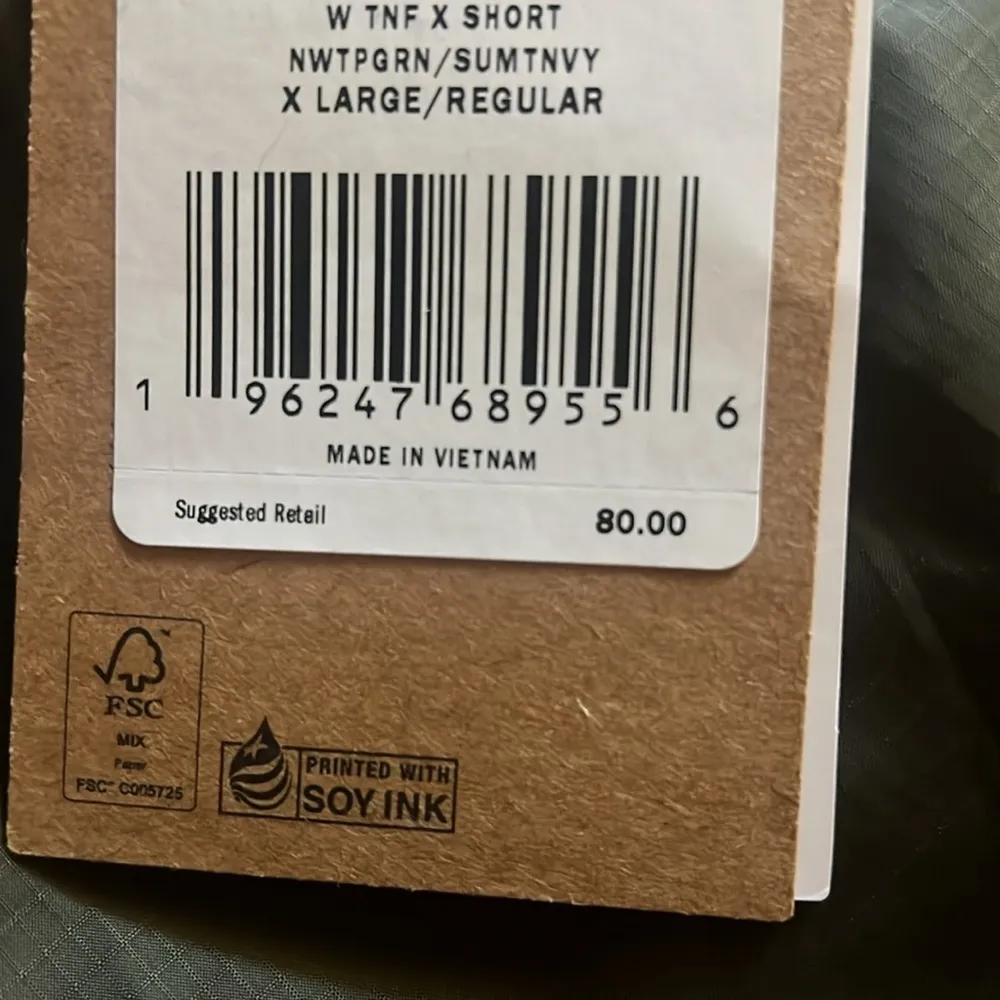 W TNF X SHORT
NWTPGRN/SUMTNVY
X LARGE/REGULAR
1 96247 68955 6
MADE IN VIETNAM
Suggested Retail 80.00
FSC
MIX
Paper
FSC® C005725
PRINTED WITH
SOY INK